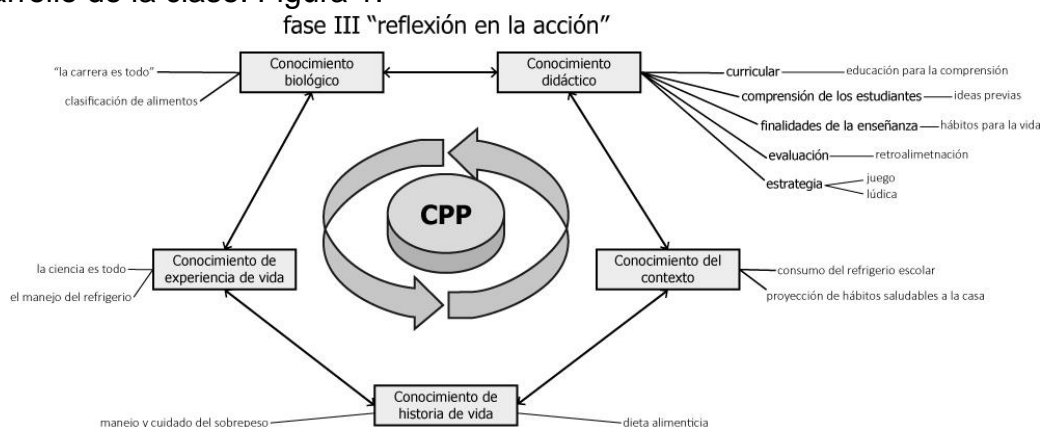 fase III "reflexión en la acción"
Conocimiento
biológico
"la carrera es todo"
clasificación de alimentos
Conocimiento
didáctico
curricular
educación para la comprensión
comprensión de los estudiantes
ideas previas
finalidades de la enseñanza
hábitos para la vida
evaluación
retroalimetnación
estrategia
juego
lúdica
CPP
Conocimiento de
experiencia de vida
la ciencia es todo
el manejo del refrigerio
Conocimiento del
contexto
consumo del refrigerio escolar
proyección de hábitos saludables a la casa
Conocimiento de
historia de vida
manejo y cuidado del sobrepeso
dieta alimenticia